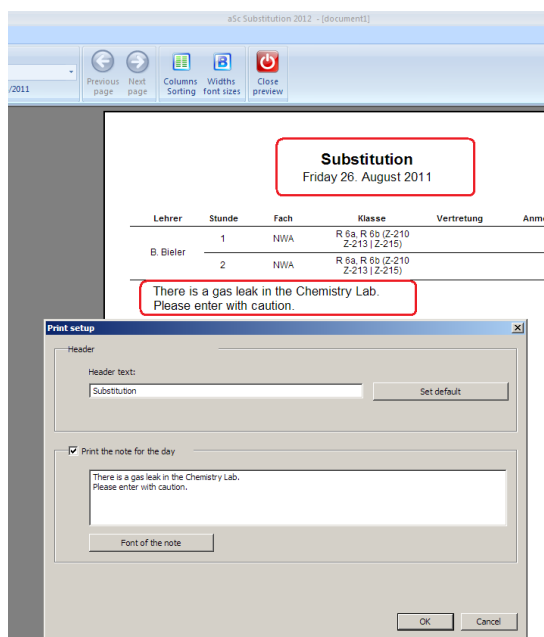 aSc Substitution 2012 - [document1]
/2011
Previous page
Next page
Columns Sorting
Widths font sizes
Close preview
Substitution
Friday 26. August 2011
Lehrer Stunde Fach Klasse Vertretung
B. Bieler
1 NWA R 6a, R 6b (Z-210
Z-213 | Z-215)
2 NWA R 6a, R 6b (Z-210
Z-213 | Z-215)
There is a gas leak in the Chemistry Lab.
Please enter with caution.
Print setup
Header
Header text:
Substitution
Set default
Print the note for the day
There is a gas leak in the Chemistry Lab.
Please enter with caution.
Font of the note
OK Cancel